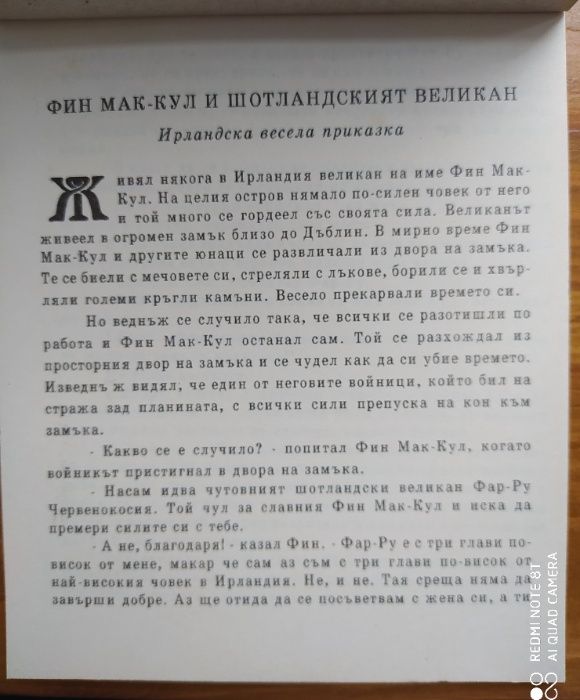 ФИН МАК-КУЛ И ШОТЛАНДСКИЯТ ВЕЛИКАН
Ирландска весела приказка
Живял някога в Ирландия великан на име Фин Мак-
Кул. На целия остров нямало по-силен човек от него
и той много се гордеел със своята сила. Великанът
живеел в огромен замък близо до Дъблин. В мирно време Фин
Мак-Кул и другите юнаци се развличали из двора на замъка.
Те се биели с мечовете си, стреляли с лъкове, борили се и хвър-
ляли големи кръгли камъни. Весело прекарвали времето си.
Но веднъж се случило така, че всички се разотишли по
работа и Фин Мак-Кул останал сам. Той се разхождал из
просторния двор на замъка и се чудел как да си убие времето.
Изведнъ ж видял, че един от неговите войници, който бил на
стража зад планината, с всички сили препуска на кон към
замъка.
- Какво се е случило? - попитал Фин Мак-Кул, когато
войникът пристигнал в двора на замъка.
- Насам идва чутовният шотландски великан Фар-Ру
Червенокосия. Той чул за славния Фин Мак-Кул и иска да
премери силите си с тебе.
- А не, благодаря! - казал Фин. - Фар-Ру е с три глави по-
висок от мене, макар че сам аз съм с три глави по-висок от
най-високия човек в Ирландия. Не, и не. Тая среща няма да
завърши добре. Аз ще отида да се посъветвам с жена си, а ти
REDMI NOTE 8T
AI QUAD CAMERA